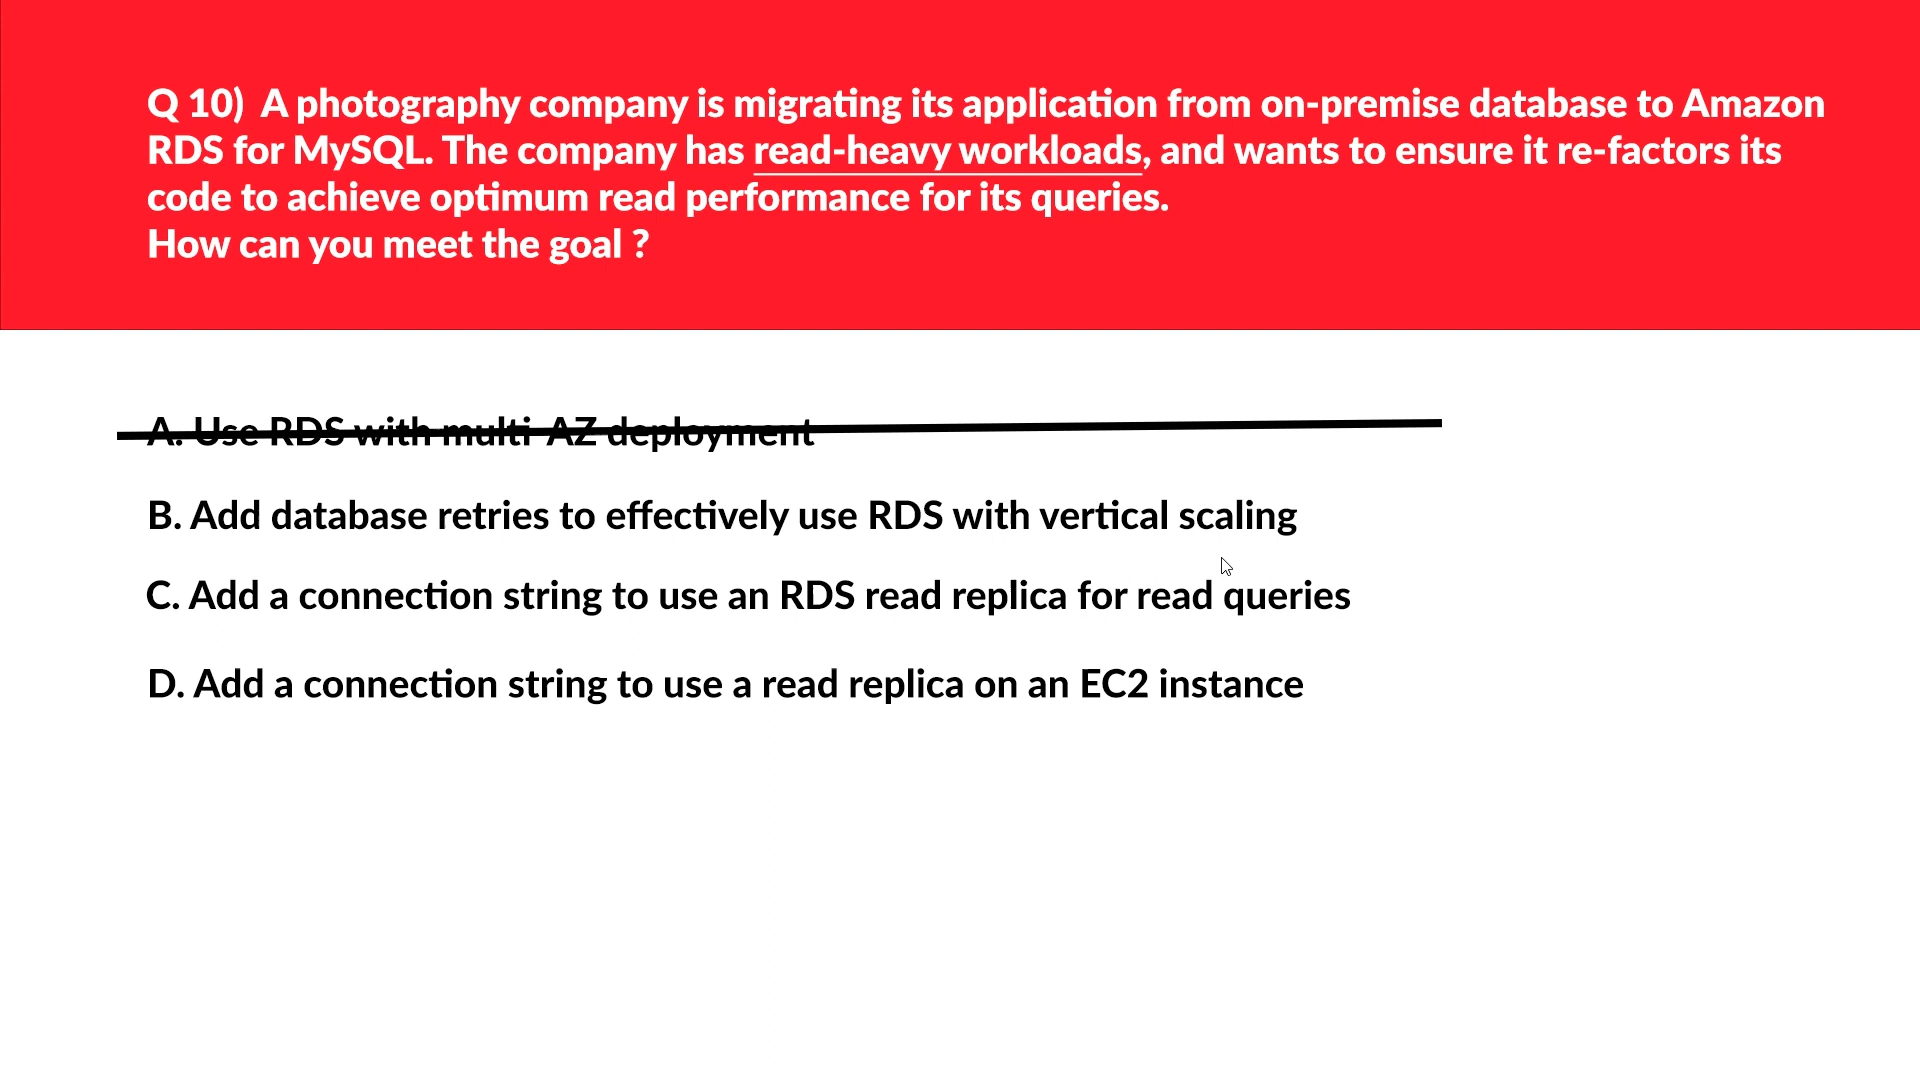 Q 10) A photography company is migrating its application from on-premise database to Amazon
RDS for MySQL. The company has read-heavy workloads, and wants to ensure it re-factors its
code to achieve optimum read performance for its queries.
How can you meet the goal ?
A. Use RDS with multi-AZ deployment
B. Add database retries to effectively use RDS with vertical scaling
C. Add a connection string to use an RDS read replica for read queries
D. Add a connection string to use a read replica on an EC2 instance